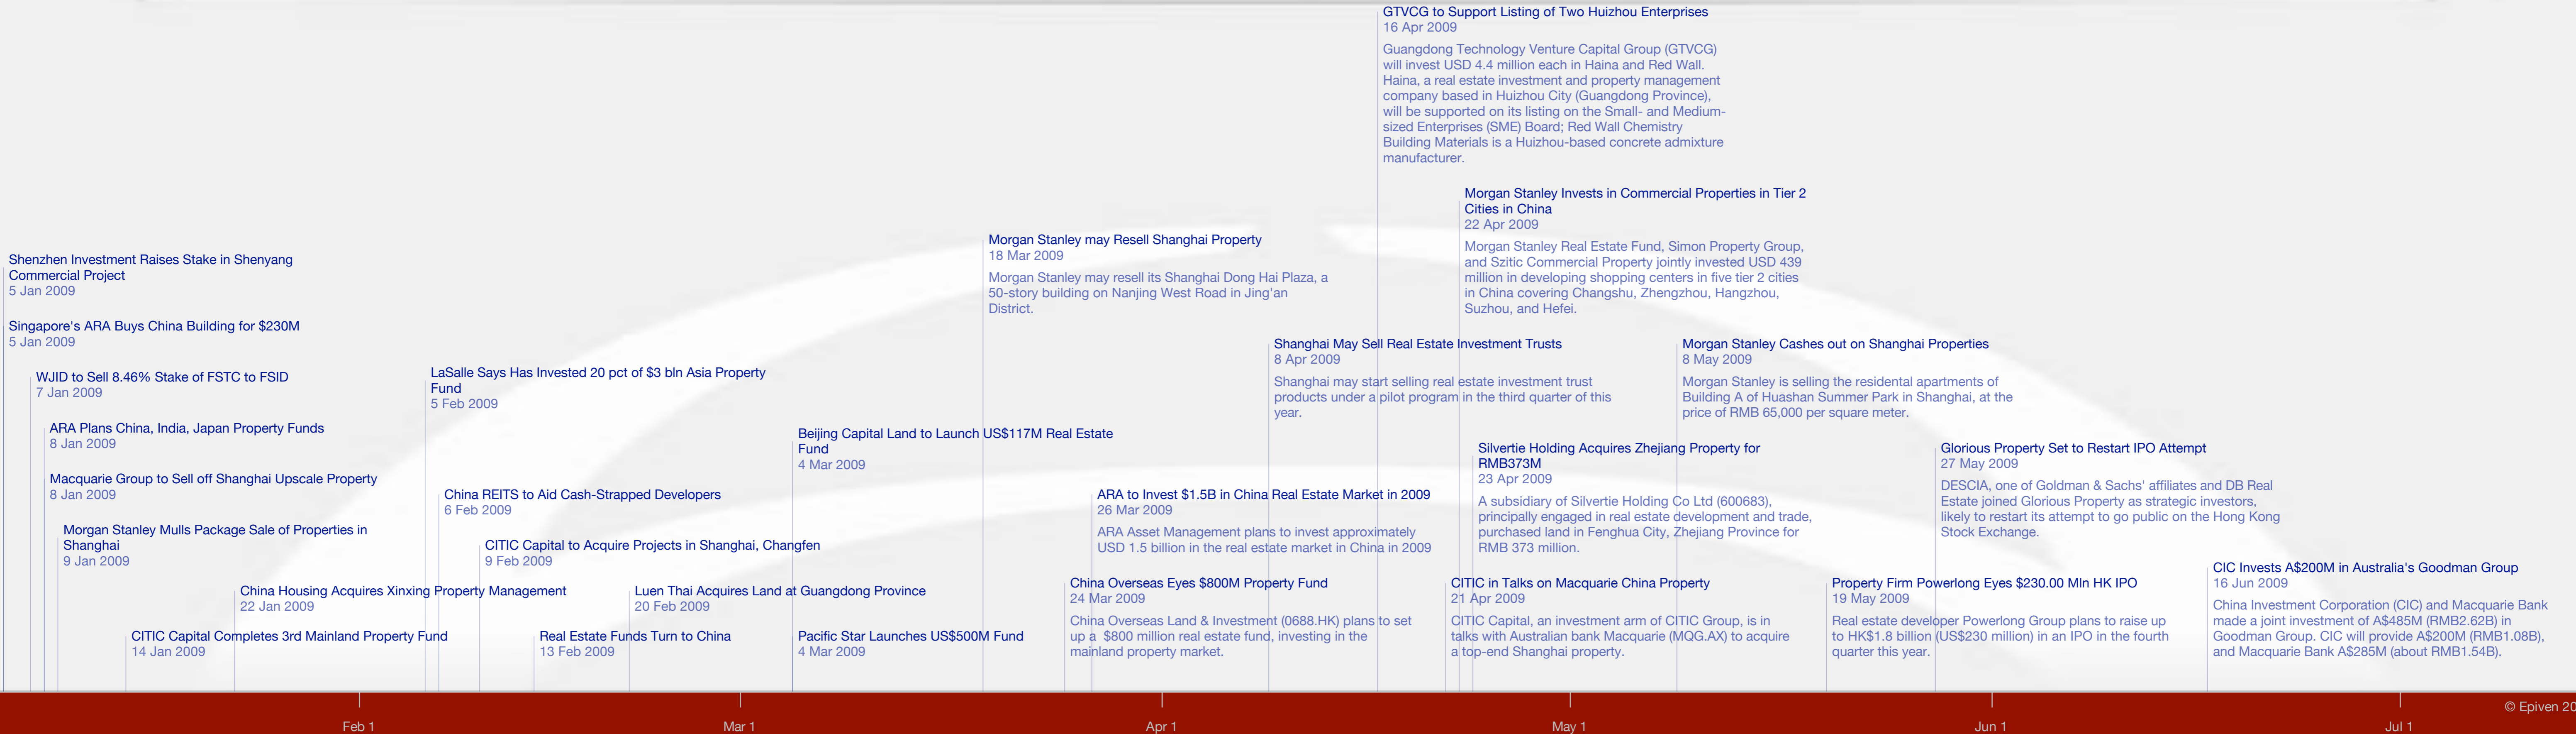 GTVCG to Support Listing of Two Huizhou Enterprises
16 Apr 2009
Guangdong Technology Venture Capital Group (GTVCG)
will invest USD 4.4 million each in Haina and Red Wall.
Haina, a real estate investment and property management
company based in Huizhou City (Guangdong Province),
will be supported on its listing on the Small- and Medium-
sized Enterprises (SME) Board; Red Wall Chemistry
Building Materials is a Huizhou-based concrete admixture
manufacturer.
Morgan Stanley Invests in Commercial Properties in Tier 2
Cities in China
22 Apr 2009
Morgan Stanley Real Estate Fund, Simon Property Group,
and Szitic Commercial Property jointly invested USD 439
million in developing shopping centers in five tier 2 cities
in China covering Changshu, Zhengzhou, Hangzhou,
Suzhou, and Hefei.
Morgan Stanley may Resell Shanghai Property
18 Mar 2009
Morgan Stanley may resell its Shanghai Dong Hai Plaza, a
50-story building on Nanjing West Road in Jing'an
District.
Shenzhen Investment Raises Stake in Shenyang
Commercial Project
5 Jan 2009
Singapore's ARA Buys China Building for $230M
5 Jan 2009
WJID to Sell 8.46% Stake of FSTC to FSID
7 Jan 2009
ARA Plans China, India, Japan Property Funds
8 Jan 2009
Macquarie Group to Sell off Shanghai Upscale Property
8 Jan 2009
Morgan Stanley Mulls Package Sale of Properties in
Shanghai
9 Jan 2009
China Housing Acquires Xinxing Property Management
22 Jan 2009
CITIC Capital Completes 3rd Mainland Property Fund
14 Jan 2009
LaSalle Says Has Invested 20 pct of $3 bln Asia Property
Fund
5 Feb 2009
China REITS to Aid Cash-Strapped Developers
6 Feb 2009
CITIC Capital to Acquire Projects in Shanghai, Changfen
9 Feb 2009
Luen Thai Acquires Land at Guangdong Province
20 Feb 2009
Real Estate Funds Turn to China
13 Feb 2009
Beijing Capital Land to Launch US$117M Real Estate
Fund
4 Mar 2009
Pacific Star Launches US$500M Fund
4 Mar 2009
Shanghai May Sell Real Estate Investment Trusts
8 Apr 2009
Shanghai may start selling real estate investment trust
products under a pilot program in the third quarter of this
year.
ARA to Invest $1.5B in China Real Estate Market in 2009
26 Mar 2009
ARA Asset Management plans to invest approximately
USD 1.5 billion in the real estate market in China in 2009
China Overseas Eyes $800M Property Fund
24 Mar 2009
China Overseas Land & Investment (0688.HK) plans to set
up a  $800 million real estate fund, investing in the
mainland property market.
Morgan Stanley Cashes out on Shanghai Properties
8 May 2009
Morgan Stanley is selling the residental apartments of
Building A of Huashan Summer Park in Shanghai, at the
price of RMB 65,000 per square meter.
Silvertie Holding Acquires Zhejiang Property for
RMB373M
23 Apr 2009
A subsidiary of Silvertie Holding Co Ltd (600683),
principally engaged in real estate development and trade,
purchased land in Fenghua City, Zhejiang Province for
RMB 373 million.
CITIC in Talks on Macquarie China Property
21 Apr 2009
CITIC Capital, an investment arm of CITIC Group, is in
talks with Australian bank Macquarie (MQG.AX) to acquire
a top-end Shanghai property.
Glorious Property Set to Restart IPO Attempt
27 May 2009
DESCIA, one of Goldman & Sachs' affiliates and DB Real
Estate joined Glorious Property as strategic investors,
likely to restart its attempt to go public on the Hong Kong
Stock Exchange.
Property Firm Powerlong Eyes $230.00 Mln HK IPO
19 May 2009
Real estate developer Powerlong Group plans to raise up
to HK$1.8 billion (US$230 million) in an IPO in the fourth
quarter this year.
CIC Invests A$200M in Australia's Goodman Group
16 Jun 2009
China Investment Corporation (CIC) and Macquarie Bank
made a joint investment of A$485M (RMB2.62B) in
Goodman Group. CIC will provide A$200M (RMB1.08B),
and Macquarie Bank A$285M (about RMB1.54B).
© Epiven 20
Feb 1
Mar 1
Apr 1
May 1
Jun 1
Jul 1